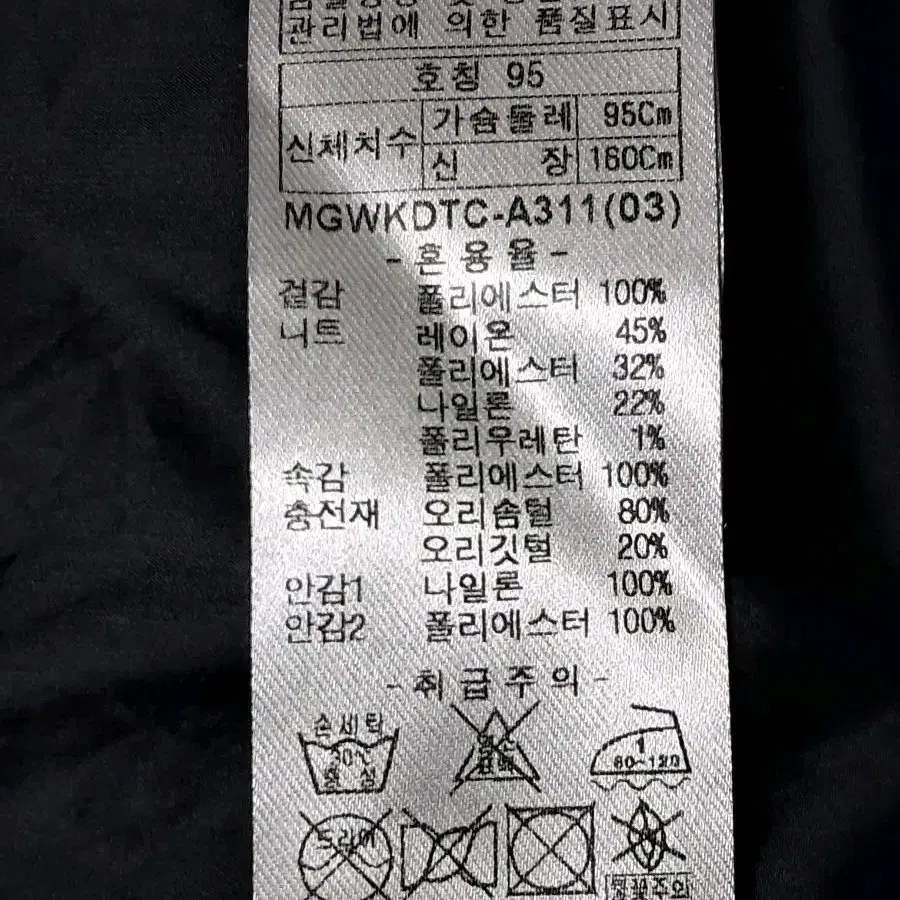 관리법에 의한 품질표시
호칭 95
신체치수 가슴둘레 95Cm
신 장 160Cm
MGWKDTC-A311(03)
- 혼 용 율 -
겉감 폴리에스터 100%
니트 레이온 45%
폴리에스터 32%
나일론 22%
폴리우레탄 1%
속감 폴리에스터 100%
충전재 오리솜털 80%
오리깃털 20%
안감1 나일론 100%
안감2 폴리에스터 100%
- 취 급 주 의 -
손세탁
30℃
중 성
염소
표백
1
80~120
드라이